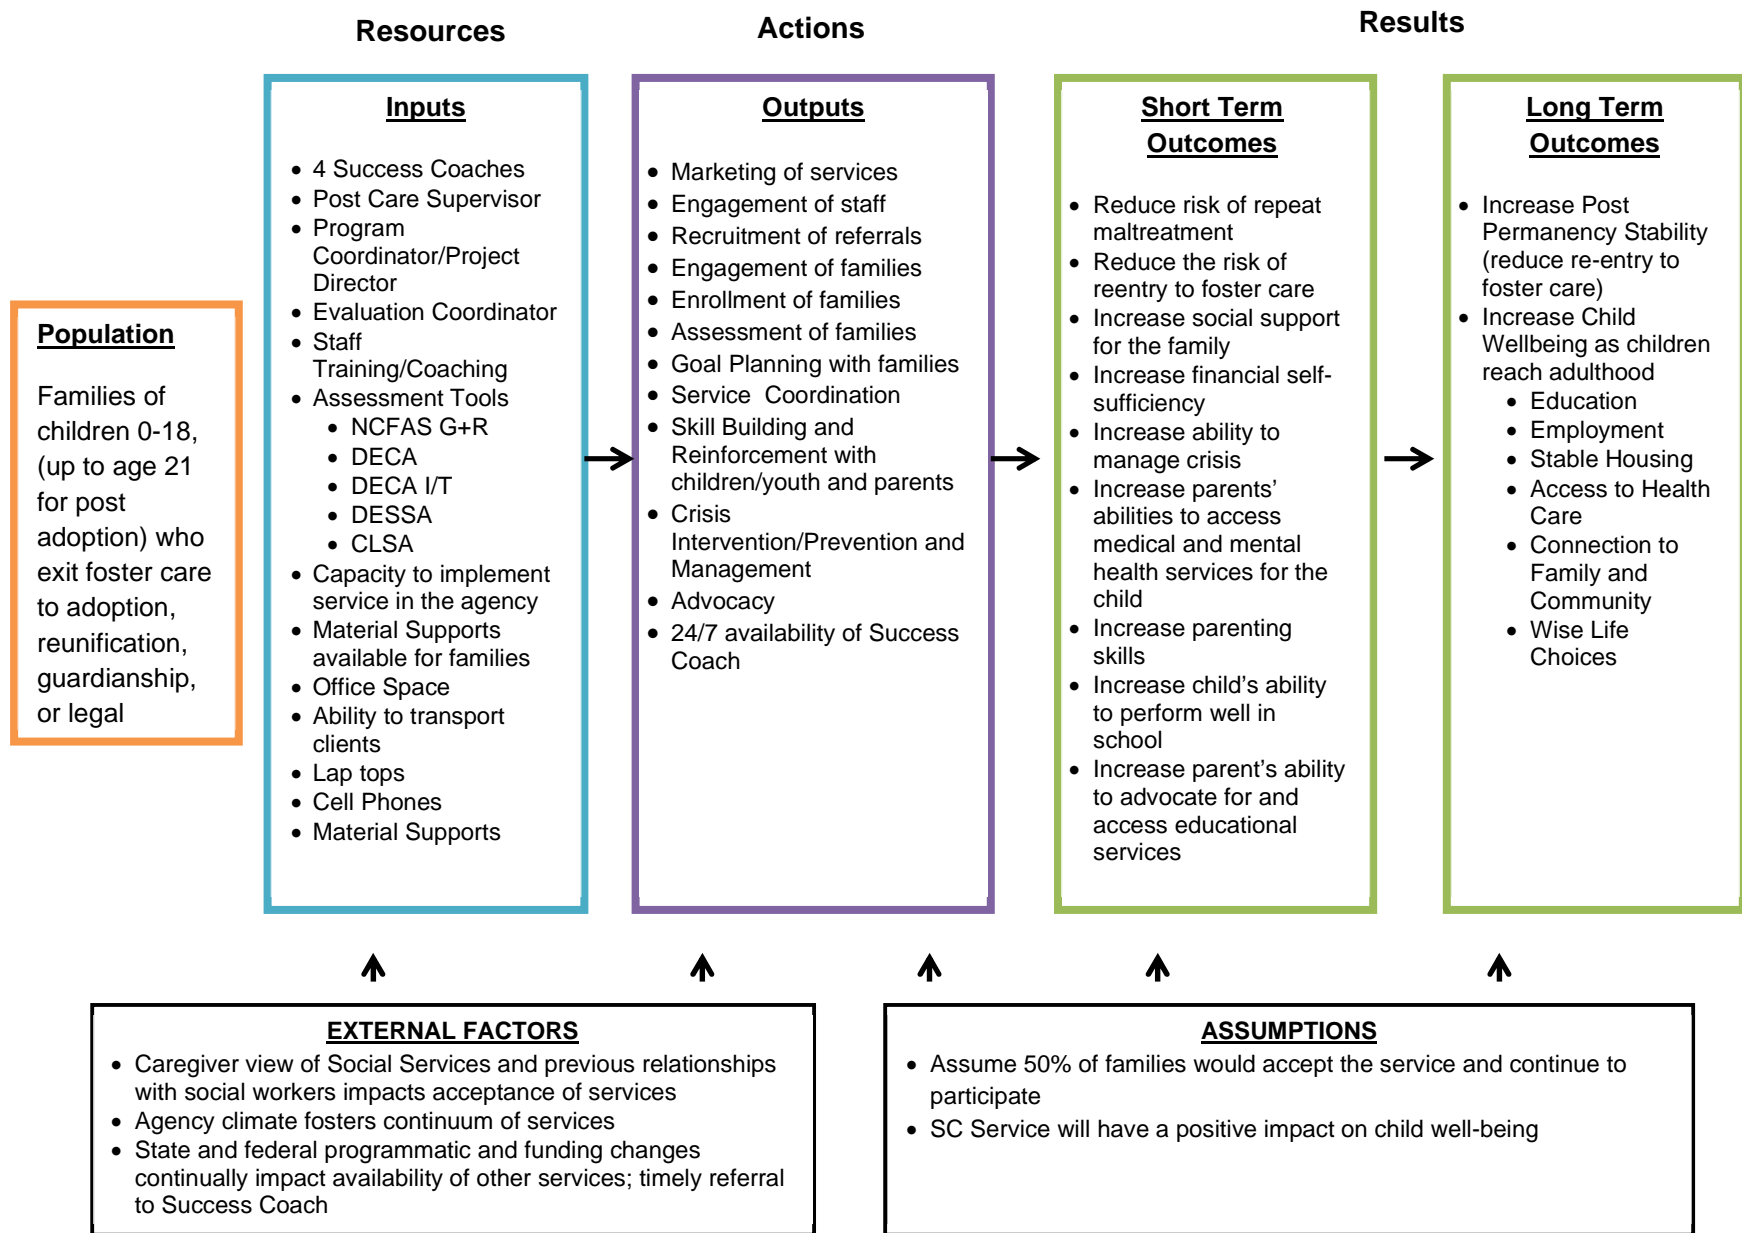 Resources
Actions
Results
Population
Families of
children 0-18,
(up to age 21
for post
adoption) who
exit foster care
to adoption,
reunification,
guardianship,
or legal
Inputs
• 4 Success Coaches
• Post Care Supervisor
• Program
Coordinator/Project
Director
• Evaluation Coordinator
• Staff
Training/Coaching
• Assessment Tools
• NCFAS G+R
• DECA
• DECA I/T
• DESSA
• CLSA
• Capacity to implement
service in the agency
• Material Supports
available for families
• Office Space
• Ability to transport
clients
• Lap tops
• Cell Phones
• Material Supports
Outputs
• Marketing of services
• Engagement of staff
• Recruitment of referrals
• Engagement of families
• Enrollment of families
• Assessment of families
• Goal Planning with families
• Service  Coordination
• Skill Building and
Reinforcement with
children/youth and parents
• Crisis
Intervention/Prevention and
Management
• Advocacy
• 24/7 availability of Success
Coach
Short Term
Outcomes
• Reduce risk of repeat
maltreatment
• Reduce the risk of
reentry to foster care
• Increase social support
for the family
• Increase financial self-
sufficiency
• Increase ability to
manage crisis
• Increase parents’
abilities to access
medical and mental
health services for the
child
• Increase parenting
skills
• Increase child’s ability
to perform well in
school
• Increase parent’s ability
to advocate for and
access educational
services
Long Term
Outcomes
• Increase Post
Permanency Stability
(reduce re-entry to
foster care)
• Increase Child
Wellbeing as children
reach adulthood
• Education
• Employment
• Stable Housing
• Access to Health
Care
• Connection to
Family and
Community
• Wise Life
Choices
EXTERNAL FACTORS
• Caregiver view of Social Services and previous relationships
with social workers impacts acceptance of services
• Agency climate fosters continuum of services
• State and federal programmatic and funding changes
continually impact availability of other services; timely referral
to Success Coach
ASSUMPTIONS
• Assume 50% of families would accept the service and continue to
participate
• SC Service will have a positive impact on child well-being